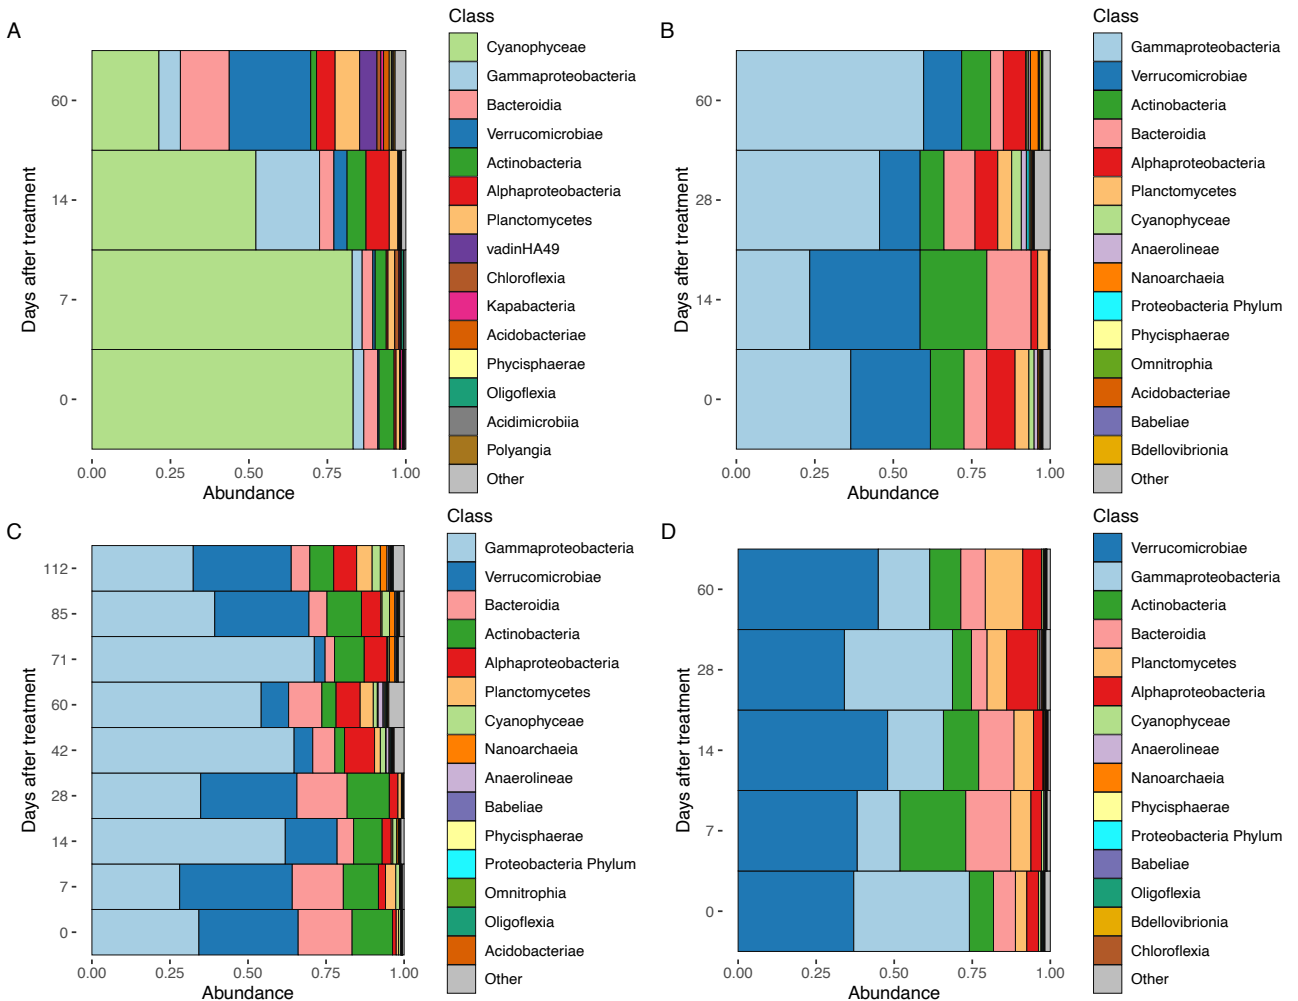 A
Class
Cyanophyceae
Gammaproteobacteria
Bacteroidia
Verrucomicrobiae
Actinobacteria
Alphaproteobacteria
Planctomycetes
vadinHA49
Chloroflexia
Kapabacteria
Acidobacteriae
Phycisphaerae
Oligoflexia
Acidimicrobiia
Polyangia
Other
Days after treatment
60
14
7
0
0.00 0.25 0.50 0.75 1.00
Abundance
B
Class
Gammaproteobacteria
Verrucomicrobiae
Actinobacteria
Bacteroidia
Alphaproteobacteria
Planctomycetes
Cyanophyceae
Anaerolineae
Nanoarchaeia
Proteobacteria Phylum
Phycisphaerae
Omnitrophia
Acidobacteriae
Babeliae
Bdellovibrionia
Other
Days after treatment
60
28
14
0
0.00 0.25 0.50 0.75 1.00
Abundance
C
Class
Gammaproteobacteria
Verrucomicrobiae
Bacteroidia
Actinobacteria
Alphaproteobacteria
Planctomycetes
Cyanophyceae
Nanoarchaeia
Anaerolineae
Babeliae
Phycisphaerae
Proteobacteria Phylum
Omnitrophia
Oligoflexia
Acidobacteriae
Other
Days after treatment
112
85
71
60
42
28
14
7
0
0.00 0.25 0.50 0.75 1.00
Abundance
D
Class
Verrucomicrobiae
Gammaproteobacteria
Actinobacteria
Bacteroidia
Planctomycetes
Alphaproteobacteria
Cyanophyceae
Anaerolineae
Nanoarchaeia
Phycisphaerae
Proteobacteria Phylum
Babeliae
Oligoflexia
Bdellovibrionia
Chloroflexia
Other
Days after treatment
60
28
14
7
0
0.00 0.25 0.50 0.75 1.00
Abundance